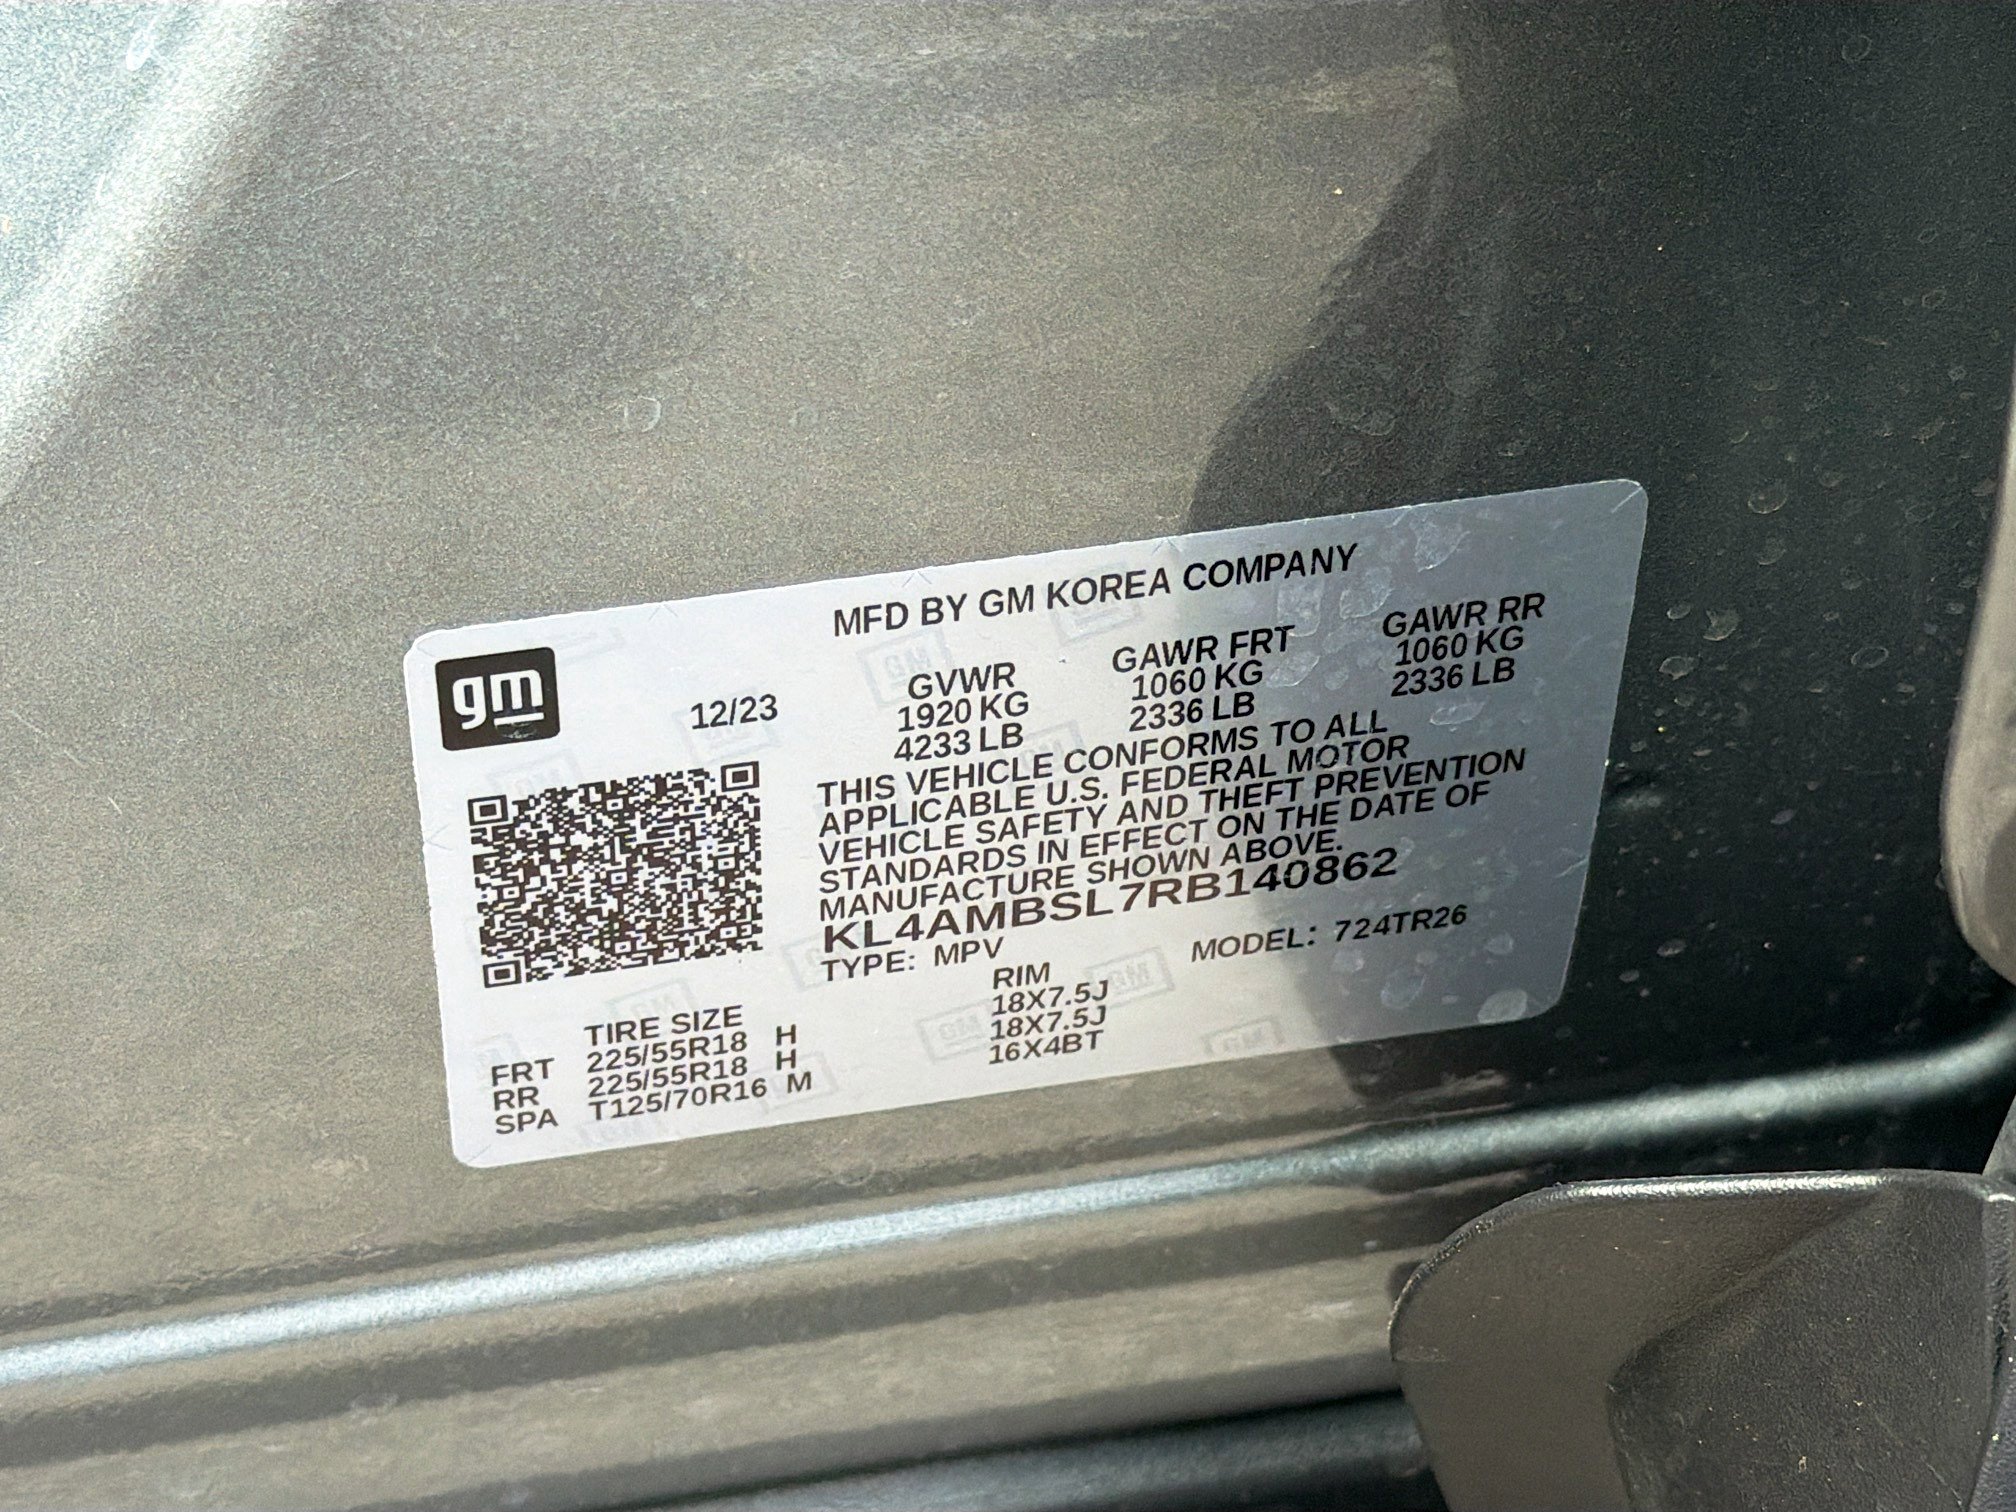 MFD BY GM KOREA COMPANY
gm
12/23
GVWR GAWR FRT GAWR RR
1920 KG 1060 KG 1060 KG
4233 LB 2336 LB 2336 LB
THIS VEHICLE CONFORMS TO ALL
APPLICABLE U.S. FEDERAL MOTOR
VEHICLE SAFETY AND THEFT PREVENTION
STANDARDS IN EFFECT ON THE DATE OF
MANUFACTURE SHOWN ABOVE.
KL4AMBSL7RB140862
TYPE: MPV MODEL: 724TR26
TIRE SIZE RIM
FRT 225/55R18 H 18X7.5J
RR 225/55R18 H 18X7.5J
SPA T125/70R16 M 16X4BT